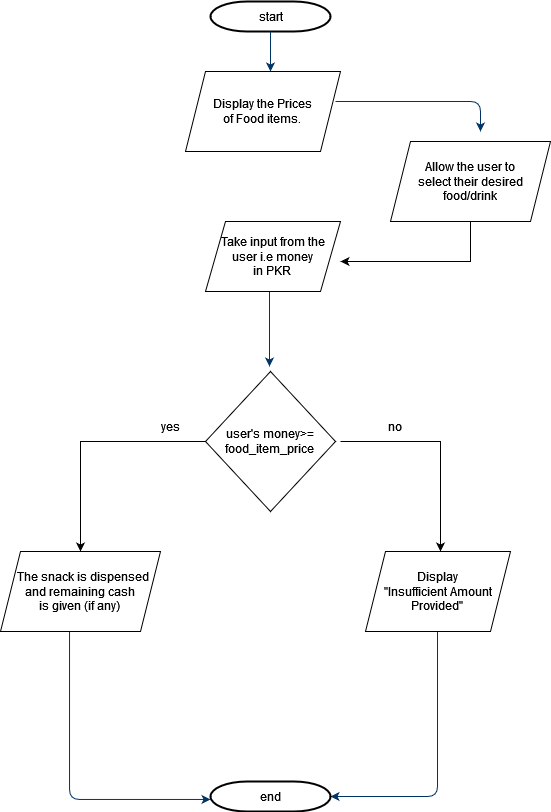 start
Display the Prices
of Food items.
Allow the user to
select their desired
food/drink
Take input from the
user i.e money
in PKR
user's money>=
food_item_price
yes
no
The snack is dispensed
and remaining cash
is given (if any)
Display
"Insufficient Amount
Provided"
end